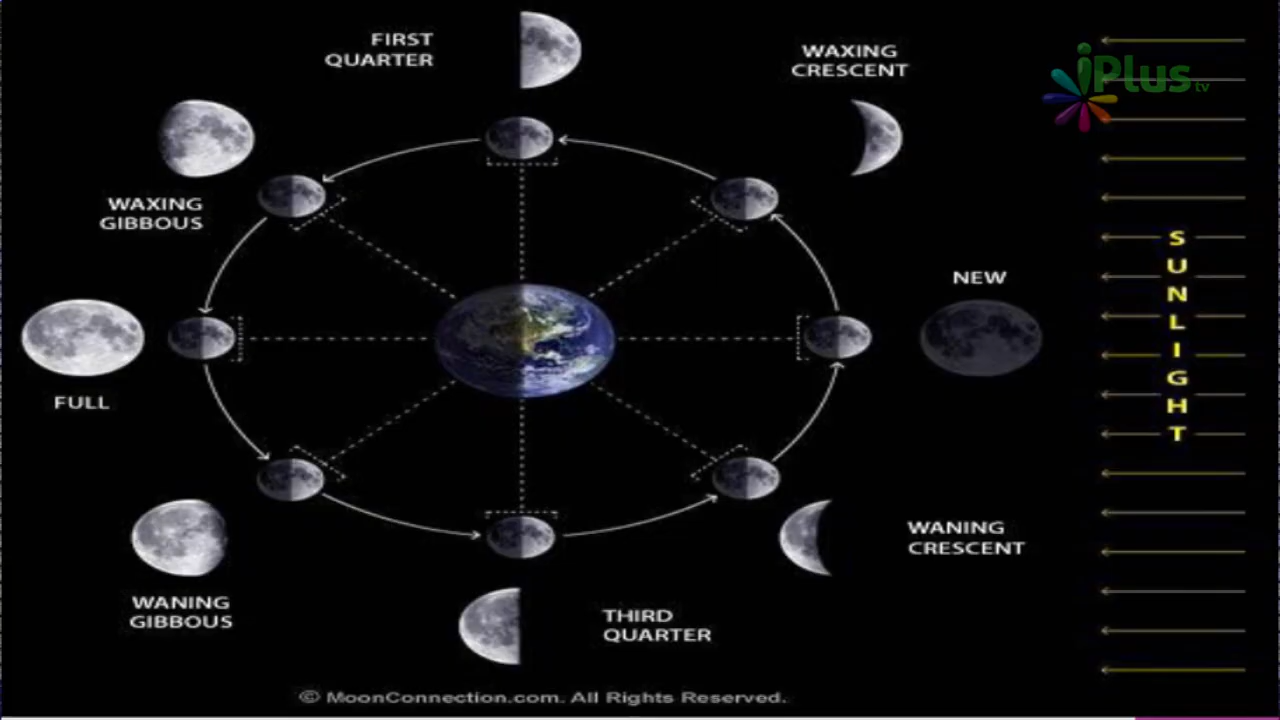 FIRST
QUARTER
WAXING
CRESCENT
iPlus tv
WAXING
GIBBOUS
NEW
SUNLIGHT
FULL
WANING
CRESCENT
WANING
GIBBOUS
THIRD
QUARTER
© MoonConnection.com. All Rights Reserved.